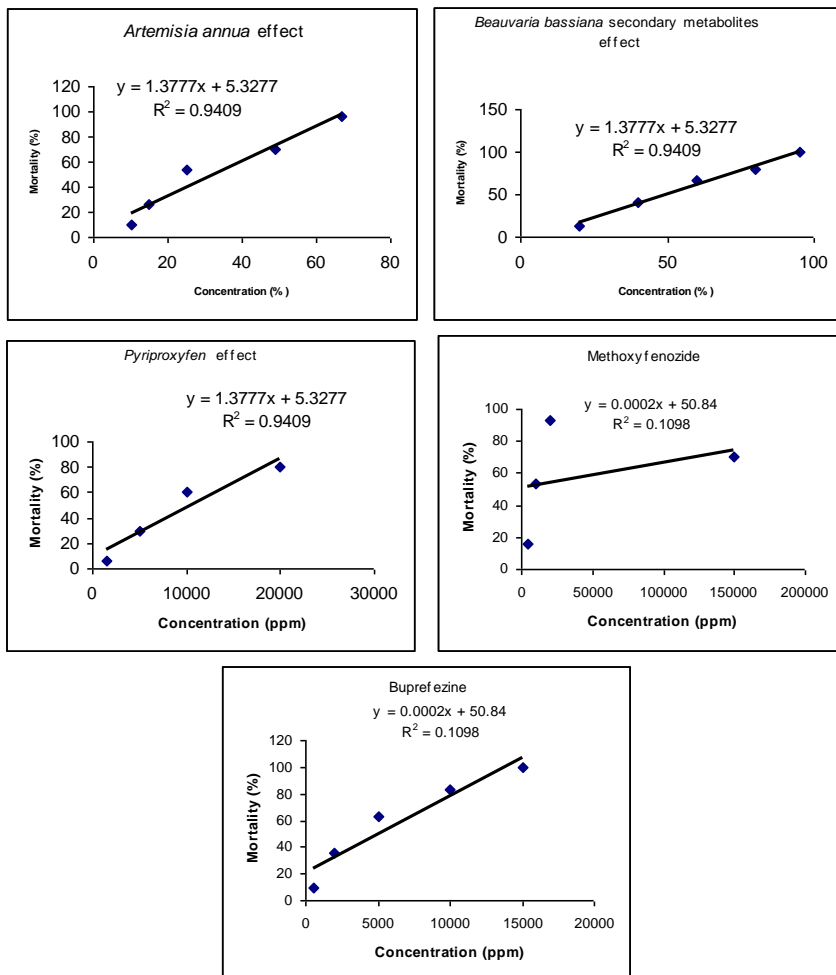 Artemisia annua effect
y = 1.3777x + 5.3277
R² = 0.9409
120
100
80
60
40
20
0
Mortality (%)
0 20 40 60 80
Concentration (% )
Beauvaria bassiana secondary metabolites
effect
y = 1.3777x + 5.3277
R² = 0.9409
150
100
50
0
Mortality (%)
0 50 100
Concentration (%)
Pyriproxyfen effect
y = 1.3777x + 5.3277
R² = 0.9409
100
80
60
40
20
0
Mortality (%)
0 10000 20000 30000
Concentration (ppm)
Methoxyfenozide
y = 0.0002x + 50.84
R² = 0.1098
100
80
60
40
20
0
Mortality (%)
0 50000 100000 150000 200000
Concentration (ppm)
Buprefezine
y = 0.0002x + 50.84
R² = 0.1098
120
100
80
60
40
20
0
Mortality (%)
0 5000 10000 15000 20000
Concentration (ppm)